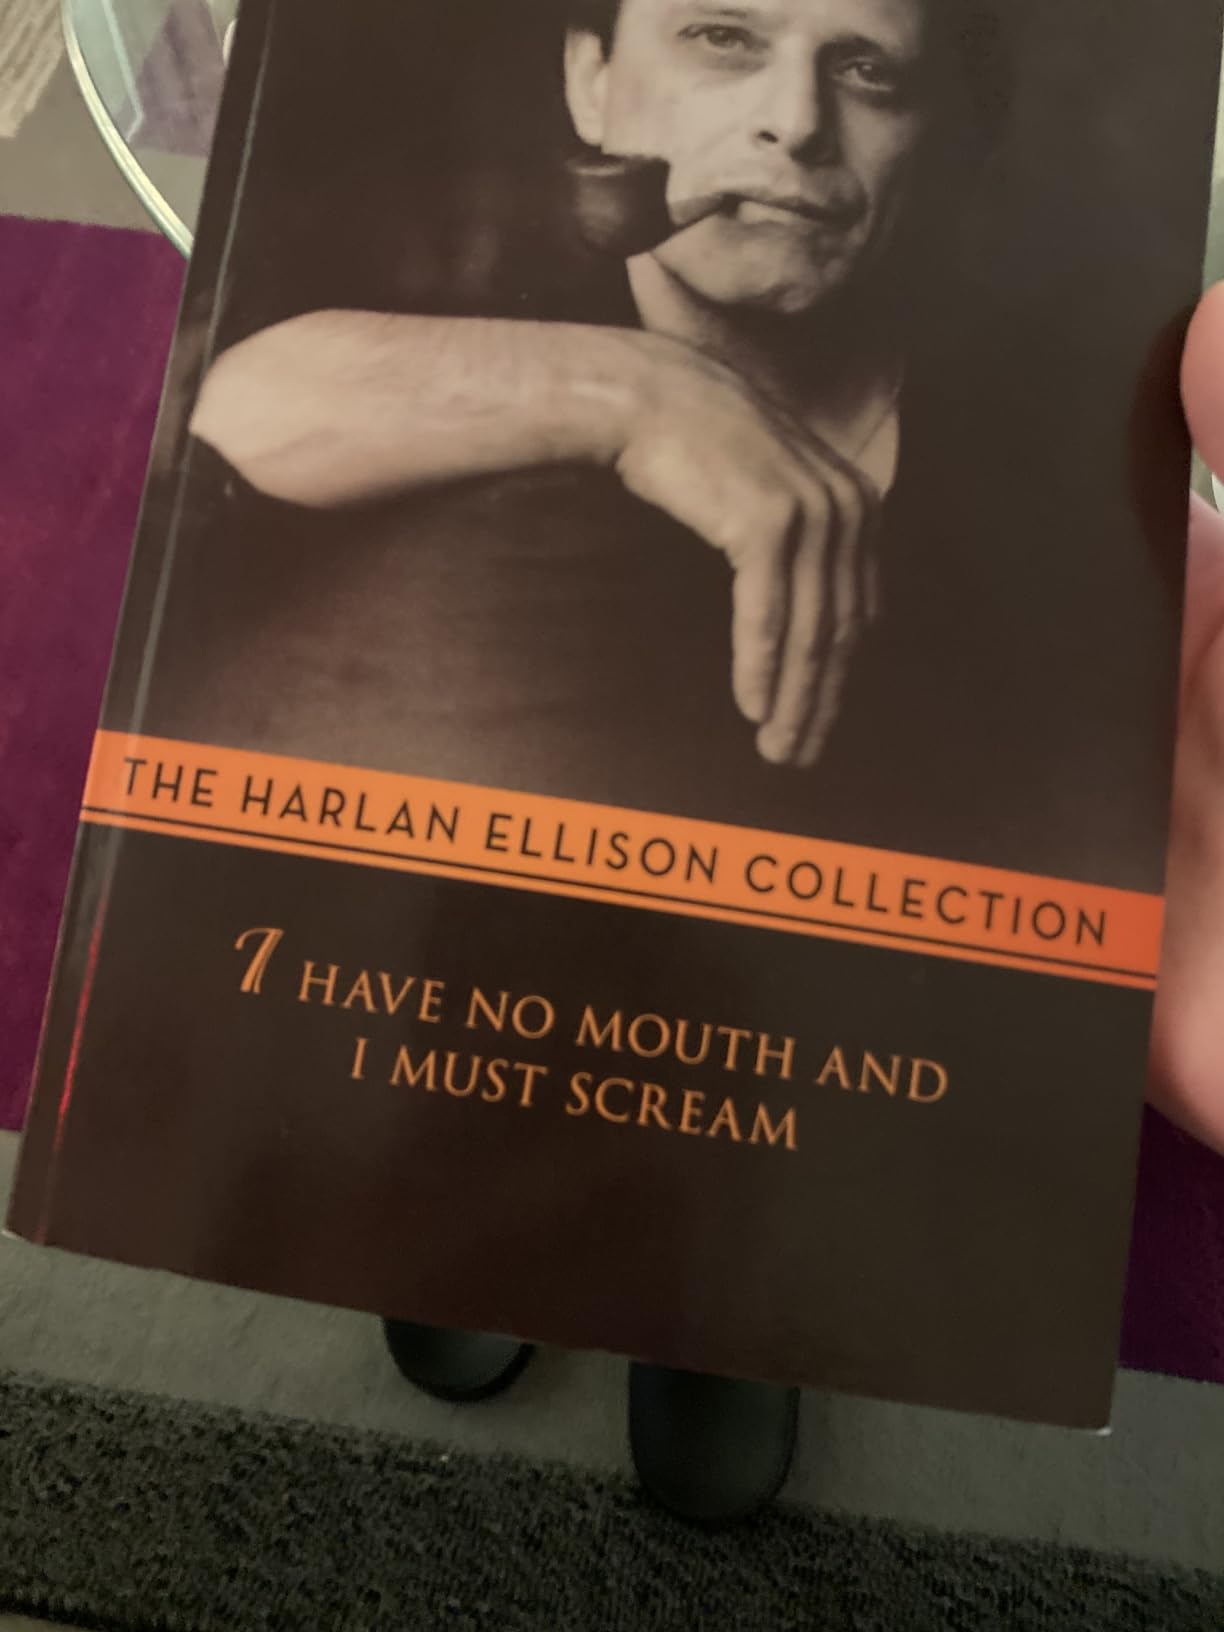 THE HARLAN ELLISON COLLECTION
I HAVE NO MOUTH AND
I MUST SCREAM